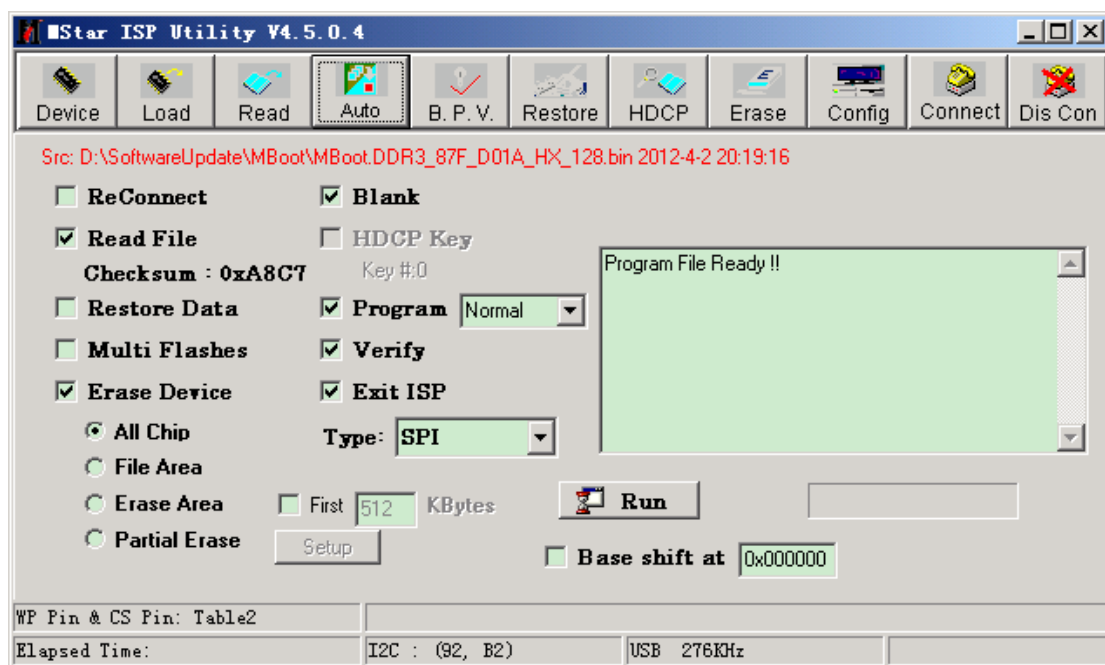 MStar ISP Utility V4.5.0.4
Device Load Read Auto B. P. V. Restore HDCP Erase Config Connect Dis Con
Src: D:\SoftwareUpdate\MBoot\MBoot.DDR3_87F_D01A_HX_128.bin 2012-4-2 20:19:16
ReConnect Blank
Read File HDCP Key
Checksum : 0xA8C7 Key #:0
Program File Ready !!
Restore Data Program Normal
Multi Flashes Verify
Erase Device Exit ISP
All Chip Type: SPI
File Area
Erase Area First 512 KBytes Run
Partial Erase Setup
Base shift at 0x000000
WP Pin & CS Pin: Table2
Elapsed Time: I2C : (92, B2) USB 276KHz